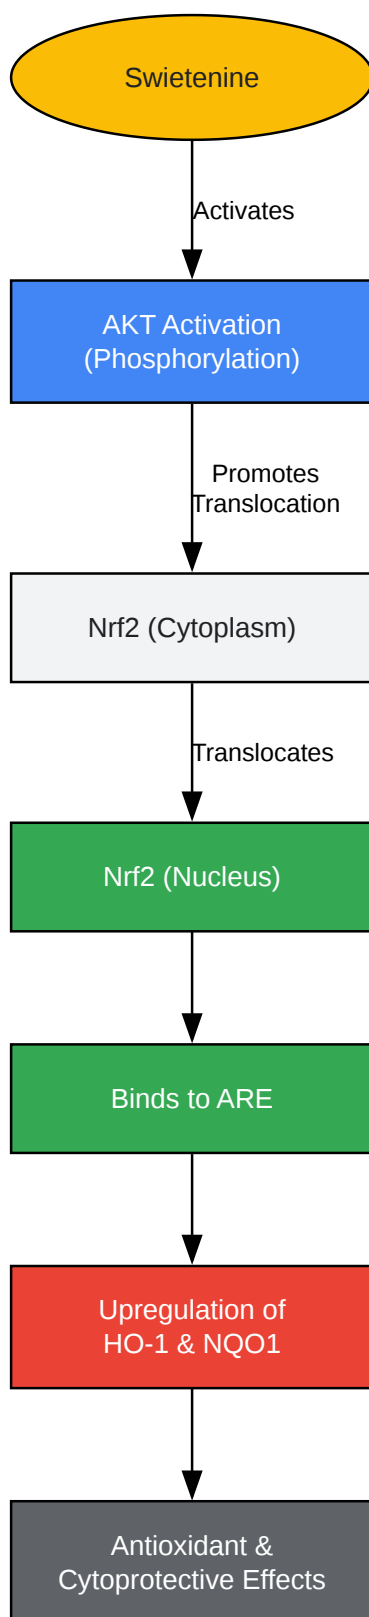 Swietenine
Activates
AKT Activation
(Phosphorylation)
Promotes
Translocation
Nrf2 (Cytoplasm)
Translocates
Nrf2 (Nucleus)
Binds to ARE
Upregulation of
HO-1 & NQO1
Antioxidant &
Cytoprotective Effects